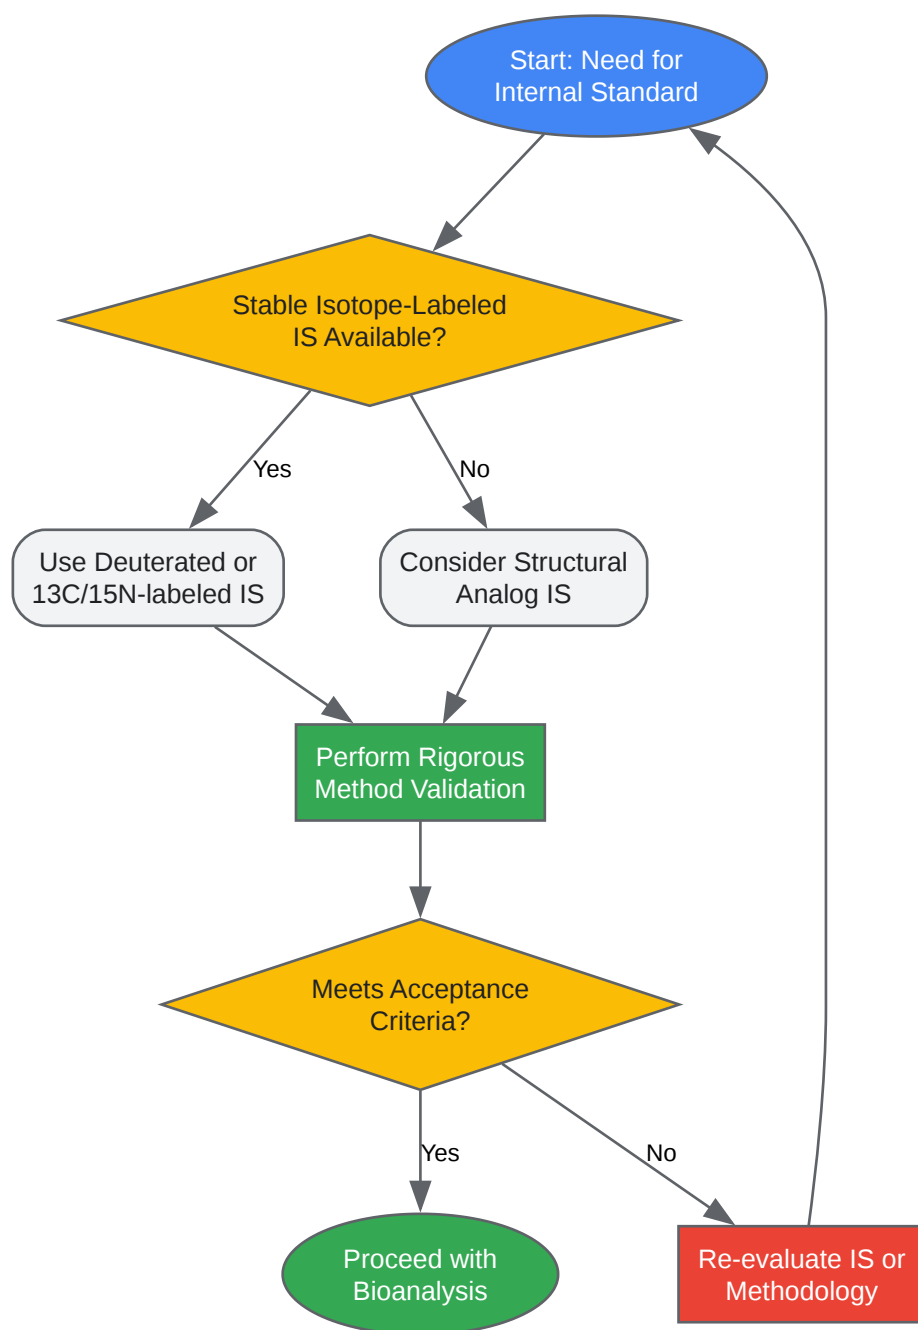 Start: Need for
Internal Standard
Stable Isotope-Labeled
IS Available?
Yes
No
Use Deuterated or
13C/15N-labeled IS
Consider Structural
Analog IS
Perform Rigorous
Method Validation
Meets Acceptance
Criteria?
Yes
No
Proceed with
Bioanalysis
Re-evaluate IS or
Methodology